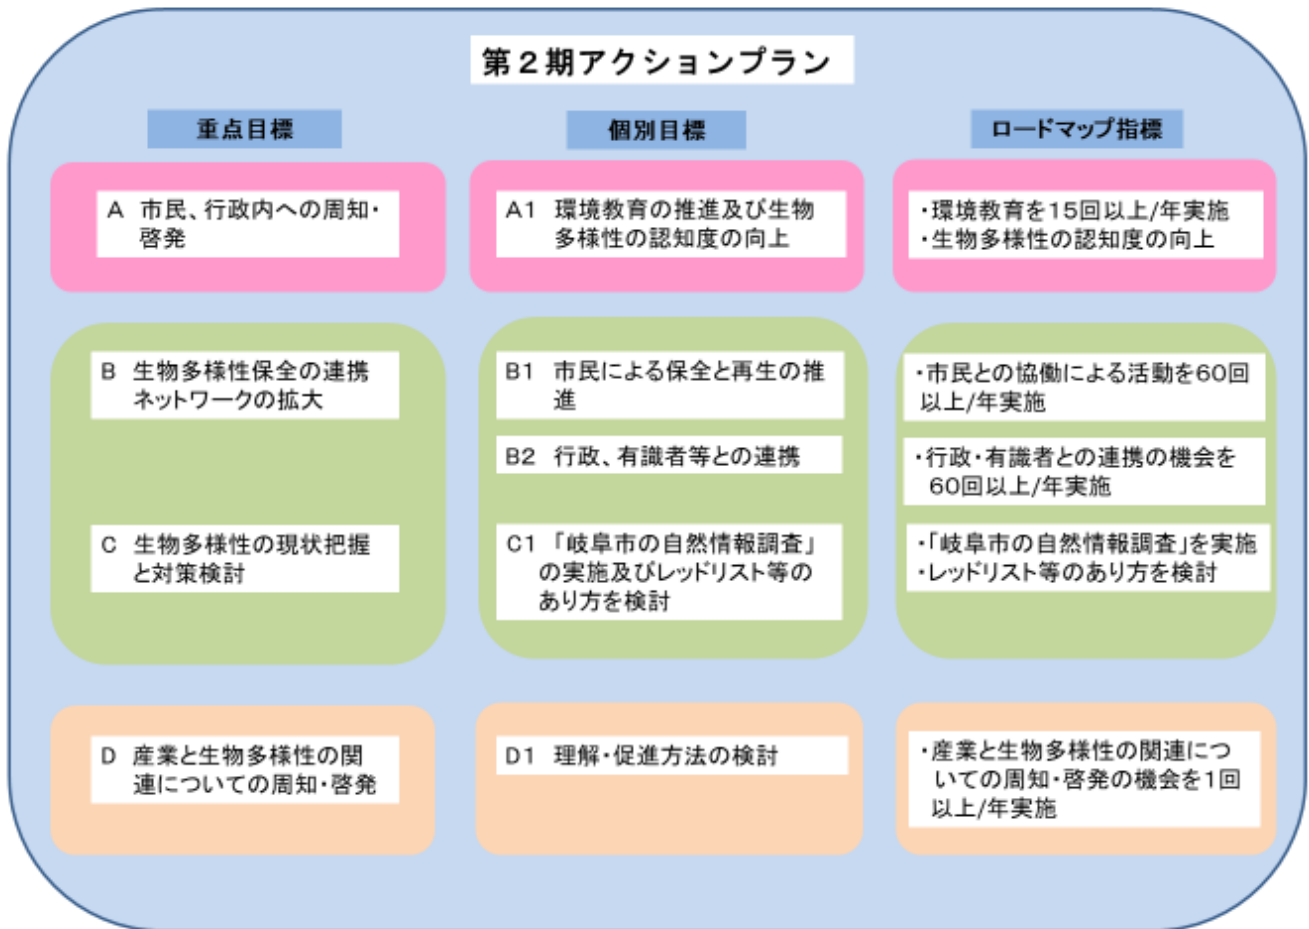 第2期アクションプラン
重点目標
個別目標
ロードマップ指標
A 市民、行政内への周知・
啓発
A1 環境教育の推進及び生物
多様性の認知度の向上
・環境教育を15回以上/年実施
・生物多様性の認知度の向上
B 生物多様性保全の連携
ネットワークの拡大
B1 市民による保全と再生の推
進
・市民との協働による活動を60回
以上/年実施
B2 行政、有識者等との連携
・行政・有識者との連携の機会を
60回以上/年実施
C 生物多様性の現状把握
と対策検討
C1 「岐阜市の自然情報調査」
の実施及びレッドリスト等の
あり方を検討
・「岐阜市の自然情報調査」を実施
・レッドリスト等のあり方を検討
D 産業と生物多様性の関
連についての周知・啓発
D1 理解・促進方法の検討
・産業と生物多様性の関連につ
いての周知・啓発の機会を1回
以上/年実施